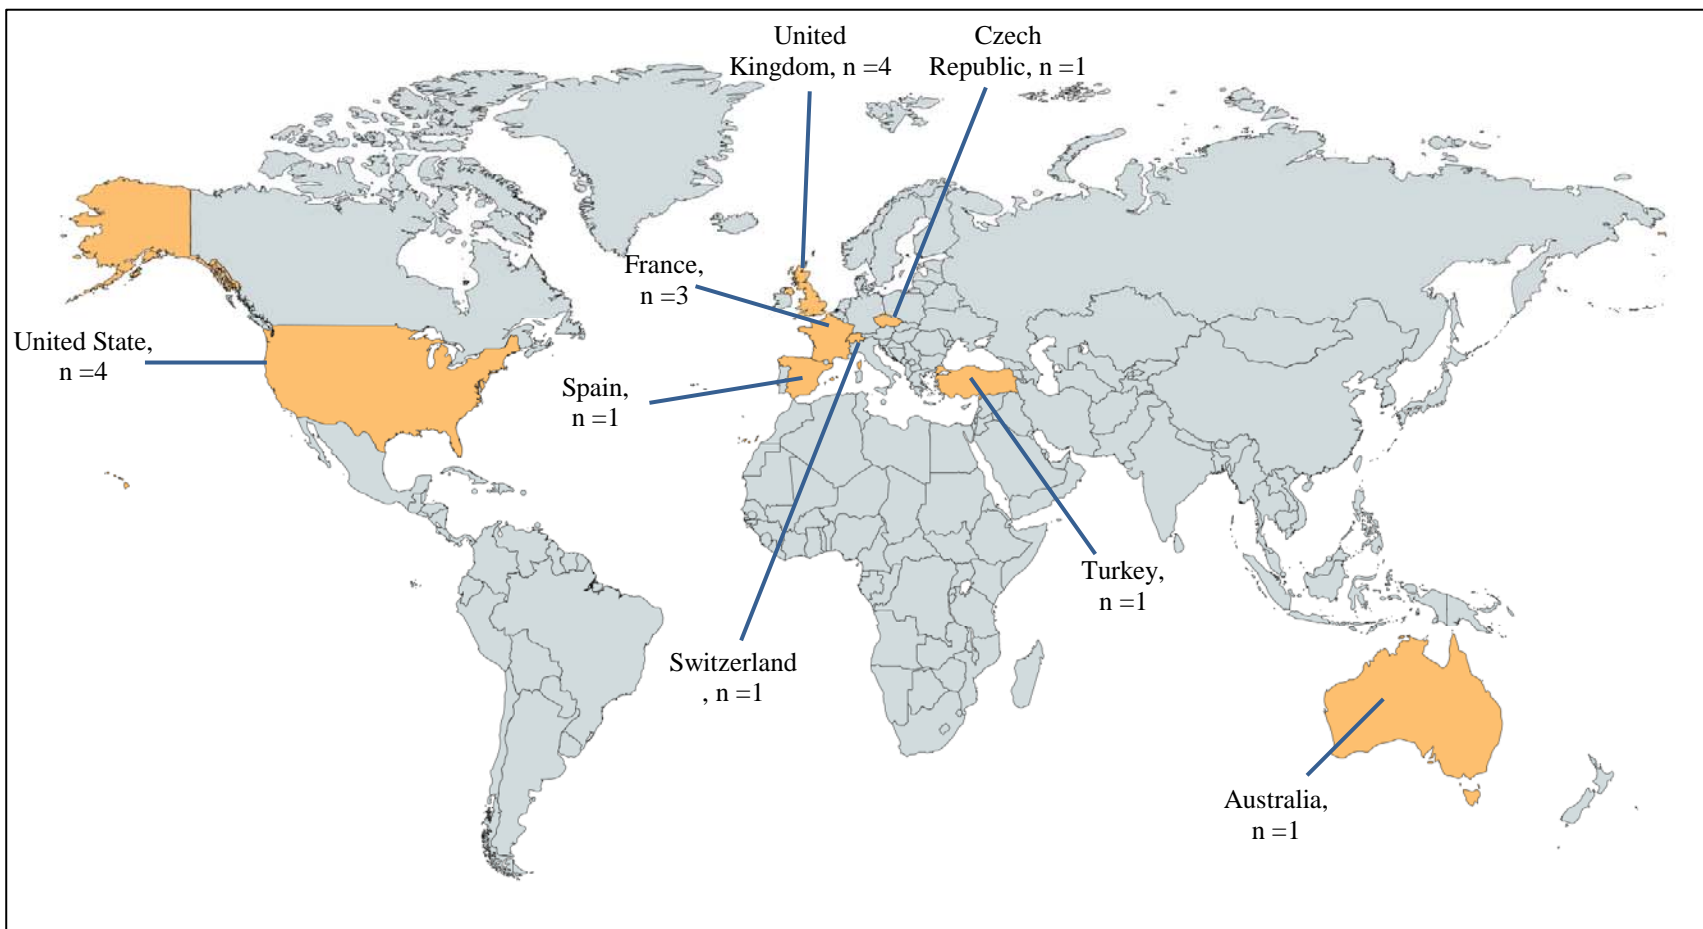 United
Kingdom, n =4
Czech
Republic, n =1
France,
n =3
United State,
n =4
Spain,
n =1
Turkey,
n =1
Switzerland
, n =1
Australia,
n =1